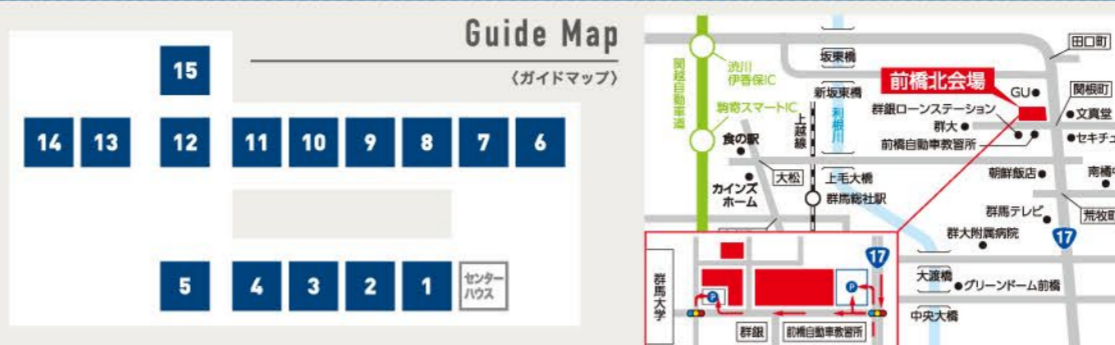 Guide Map
〈ガイドマップ〉
15
14 13 12 11 10 9 8 7 6
5 4 3 2 1
センター
ハウス
田口町
坂東橋
渋川
伊香保IC
関越自動車道
前橋北会場
GU
関根町
新坂東橋
駒寄スマートIC
群銀ローンステーション
文真堂
上越線
利根川
群大
食の駅
前橋自動車教習所
セキチュ
大松
上毛大橋
朝鮮飯店
南橘
カインズ
ホーム
群馬総社駅
群馬テレビ
荒牧町
群大附属病院
17
17
大渡橋
グリーンドーム前橋
群馬大学
P
P
中央大橋
群銀
前橋自動車教習所